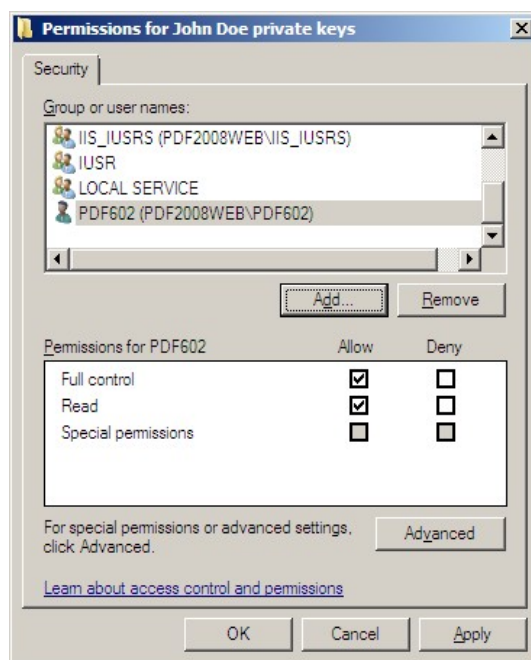 Permissions for John Doe private keys
Security
Group or user names:
IIS_IUSRS (PDF2008WEB\IIS_IUSRS)
IUSR
LOCAL SERVICE
PDF602 (PDF2008WEB\PDF602)
Add... Remove
Permissions for PDF602 Allow Deny
Full control
Read
Special permissions
For special permissions or advanced settings,
click Advanced.
Advanced
Learn about access control and permissions
OK Cancel Apply